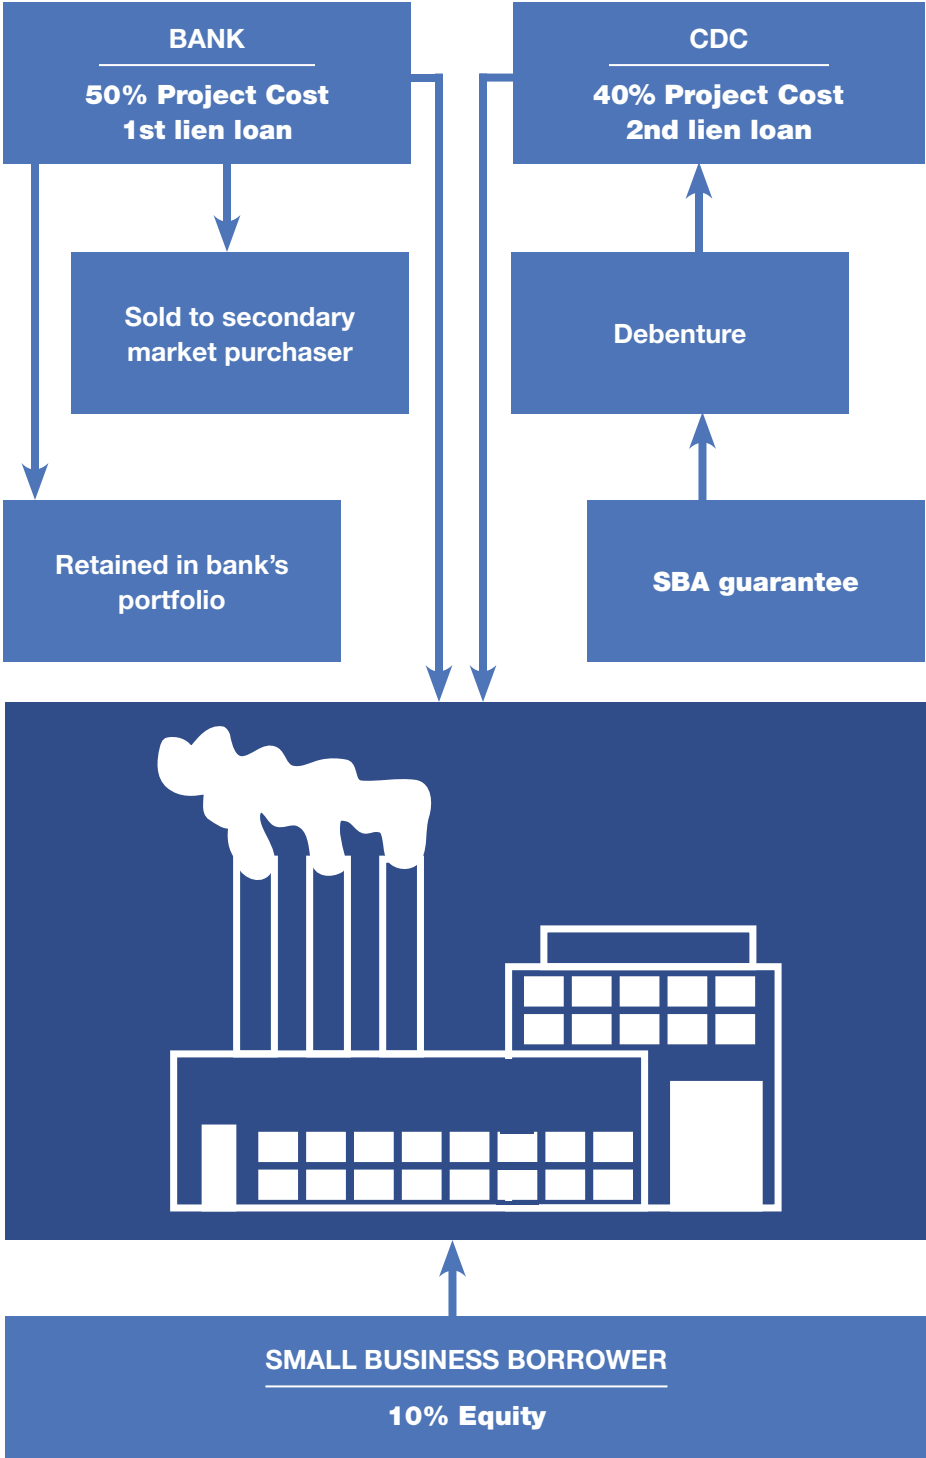 BANK
50% Project Cost
1st lien loan
CDC
40% Project Cost
2nd lien loan
Sold to secondary
market purchaser
Debenture
Retained in bank’s
portfolio
SBA guarantee
SMALL BUSINESS BORROWER
10% Equity